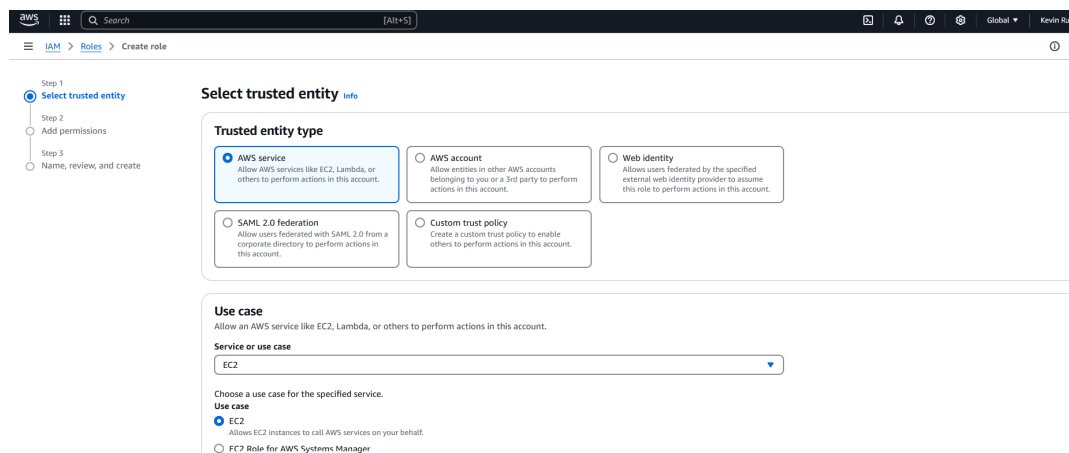 aws
Search
[Alt+S]
Global
Kevin Ru
IAM > Roles > Create role
Step 1
Select trusted entity
Step 2
Add permissions
Step 3
Name, review, and create
Select trusted entity Info
Trusted entity type
AWS service
Allow AWS services like EC2, Lambda, or
others to perform actions in this account.
AWS account
Allow entities in other AWS accounts
belonging to you or a 3rd party to perform
actions in this account.
Web identity
Allows users federated by the specified
external web identity provider to assume
this role to perform actions in this account.
SAML 2.0 federation
Allow users federated with SAML 2.0 from a
corporate directory to perform actions in
this account.
Custom trust policy
Create a custom trust policy to enable
others to perform actions in this account.
Use case
Allow an AWS service like EC2, Lambda, or others to perform actions in this account.
Service or use case
EC2
Choose a use case for the specified service.
Use case
EC2
Allows EC2 instances to call AWS services on your behalf.
EC2 Role for AWS Systems Manager